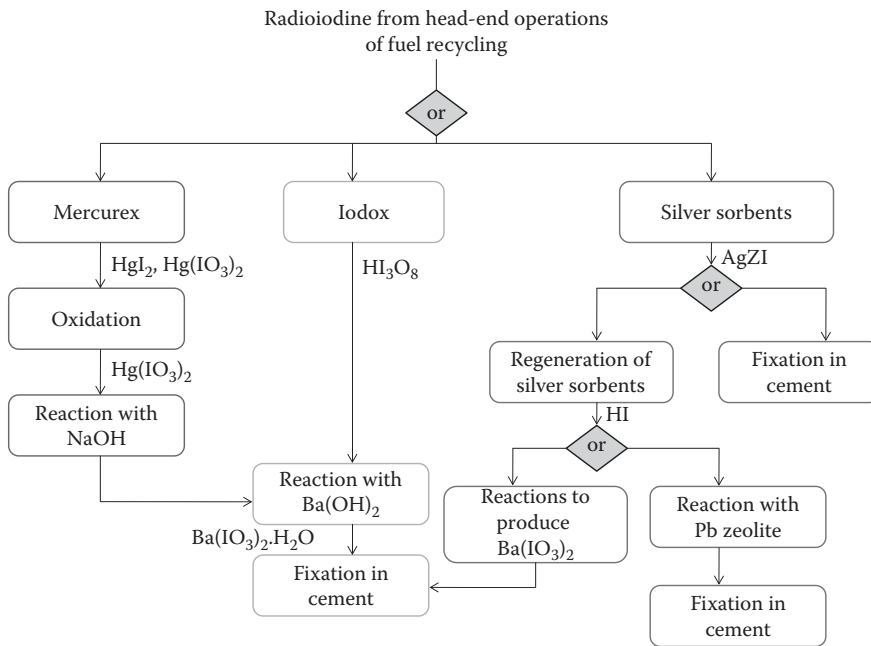 Radioiodine from head-end operations
of fuel recycling
or
Mercurex
Iodox
Silver sorbents
HgI₂, Hg(IO₃)₂
HI₃O₈
AgZI
or
Oxidation
Regeneration of
silver sorbents
Fixation in
cement
Hg(IO₃)₂
HI
or
Reaction with
NaOH
Reaction with
Ba(OH)₂
Reactions to
produce
Ba(IO₃)₂
Reaction with
Pb zeolite
Ba(IO₃)₂.H₂O
Fixation in
cement
Fixation in
cement